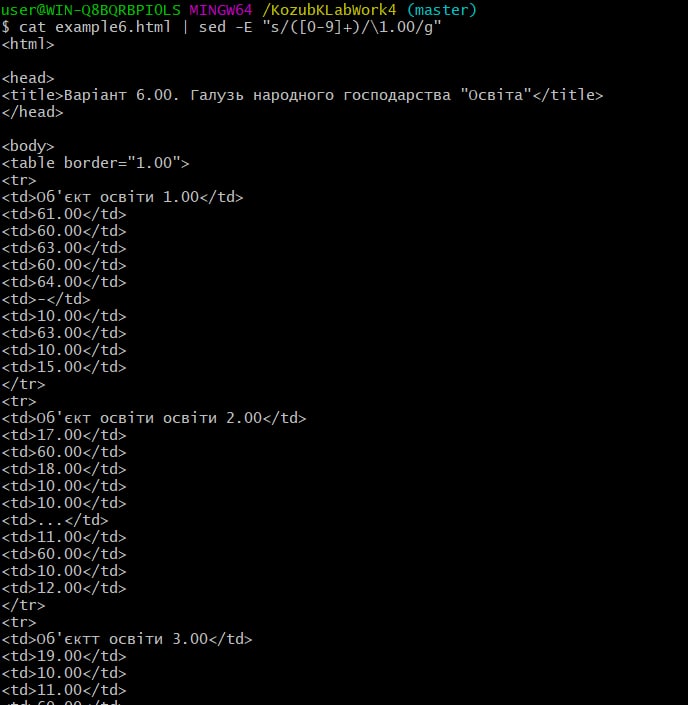 user@WIN-Q8BQRBPIOLS MINGW64 /KozubKLabWork4 (master)
$ cat example6.html | sed -E "s/([0-9]+)/\1.00/g"
<html>
<head>
<title>Варіант 6.00. Галузь народного господарства "Освіта"</title>
</head>
<body>
<table border="1.00">
<tr>
<td>Об'єкт освіти 1.00</td>
<td>61.00</td>
<td>60.00</td>
<td>63.00</td>
<td>60.00</td>
<td>64.00</td>
<td>-</td>
<td>10.00</td>
<td>63.00</td>
<td>10.00</td>
<td>15.00</td>
</tr>
<tr>
<td>Об'єкт освіти освіти 2.00</td>
<td>17.00</td>
<td>60.00</td>
<td>18.00</td>
<td>10.00</td>
<td>10.00</td>
<td>...</td>
<td>11.00</td>
<td>60.00</td>
<td>10.00</td>
<td>12.00</td>
</tr>
<tr>
<td>Об'єктт освіти 3.00</td>
<td>19.00</td>
<td>10.00</td>
<td>11.00</td>
<td>60.00</td>